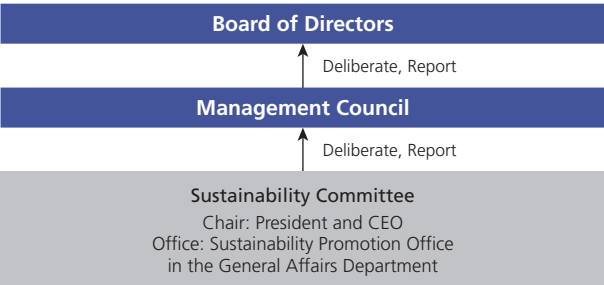 Board of Directors
Deliberate, Report
Management Council
Deliberate, Report
Sustainability Committee
Chair: President and CEO
Office: Sustainability Promotion Office
in the General Affairs Department